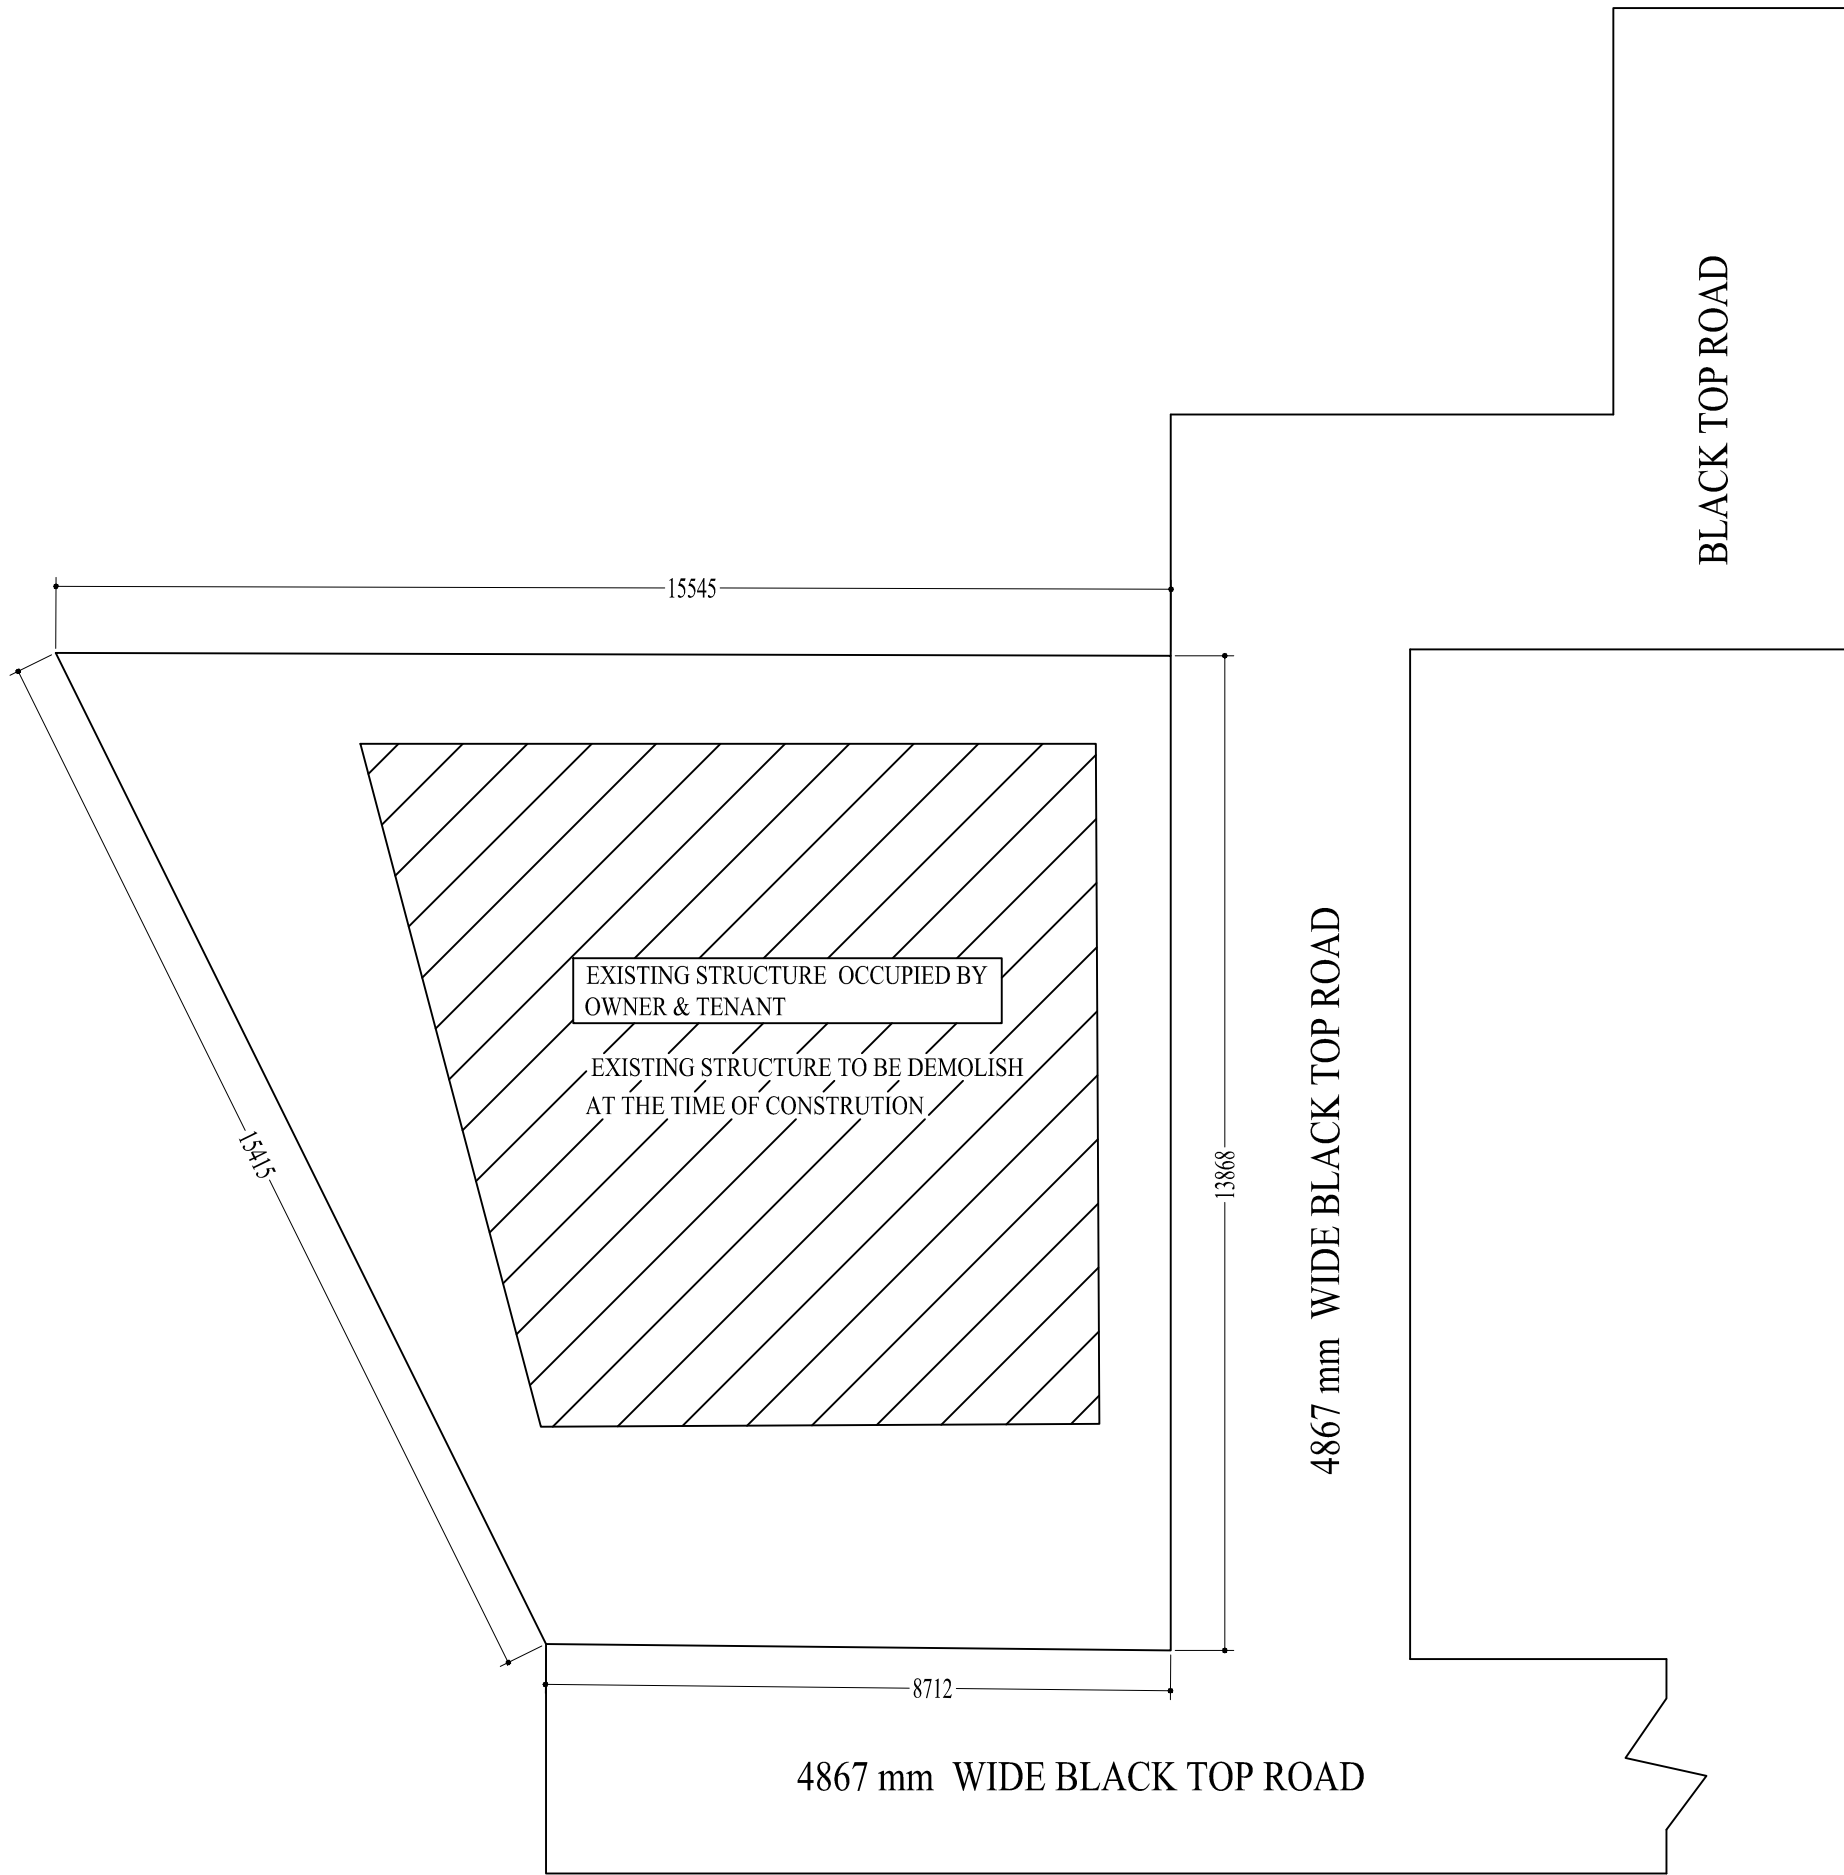 BLACK TOP ROAD
15545
EXISTING STRUCTURE OCCUPIED BY
OWNER & TENANT
EXISTING STRUCTURE TO BE DEMOLISH
AT THE TIME OF CONSTRUTION
15415
13868
4867 mm WIDE BLACK TOP ROAD
8712
4867 mm WIDE BLACK TOP ROAD